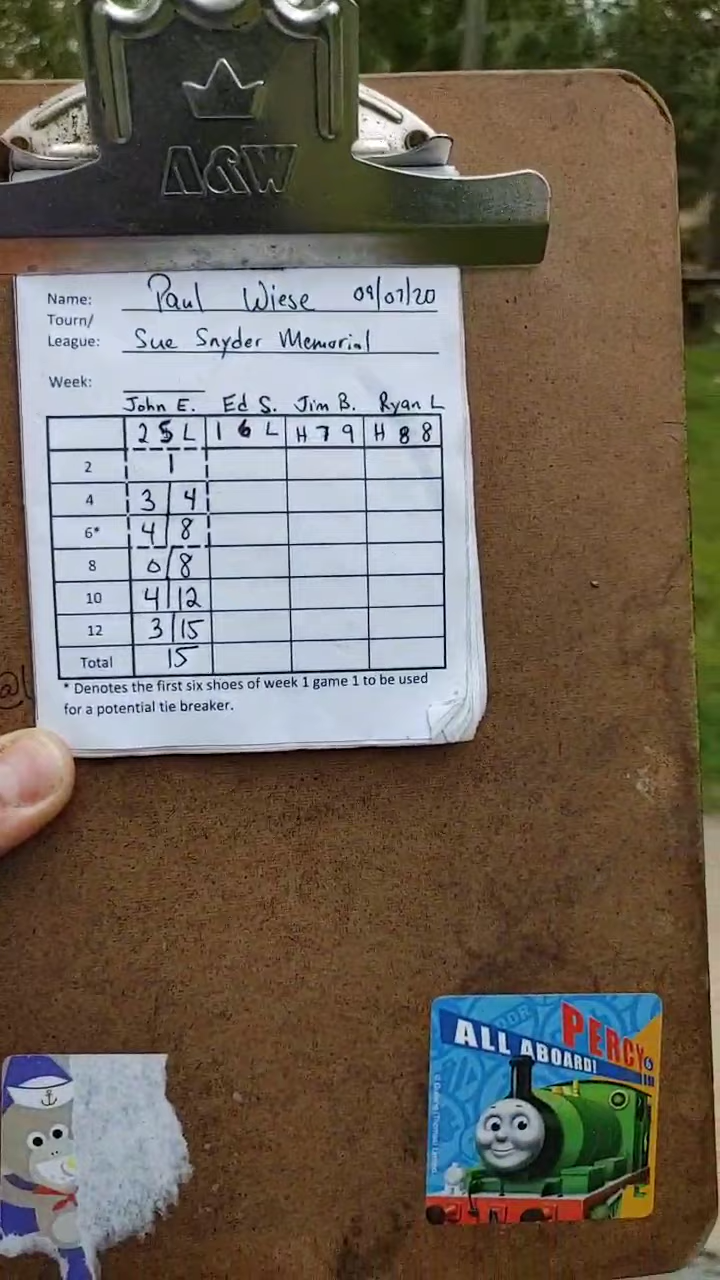 A&W
Name: Paul Wiese 09/07/20
Tourn/
League: Sue Snyder Memorial
Week:
John E. Ed S. Jim B. Ryan L
2 5 L 1 6 L H 7 9 H 8 8
2 1
4 3/4
6* 4/8
8 0/8
10 4/12
12 3/15
Total 15
* Denotes the first six shoes of week 1 game 1 to be used
for a potential tie breaker.
ALL ABOARD! PERCY 6